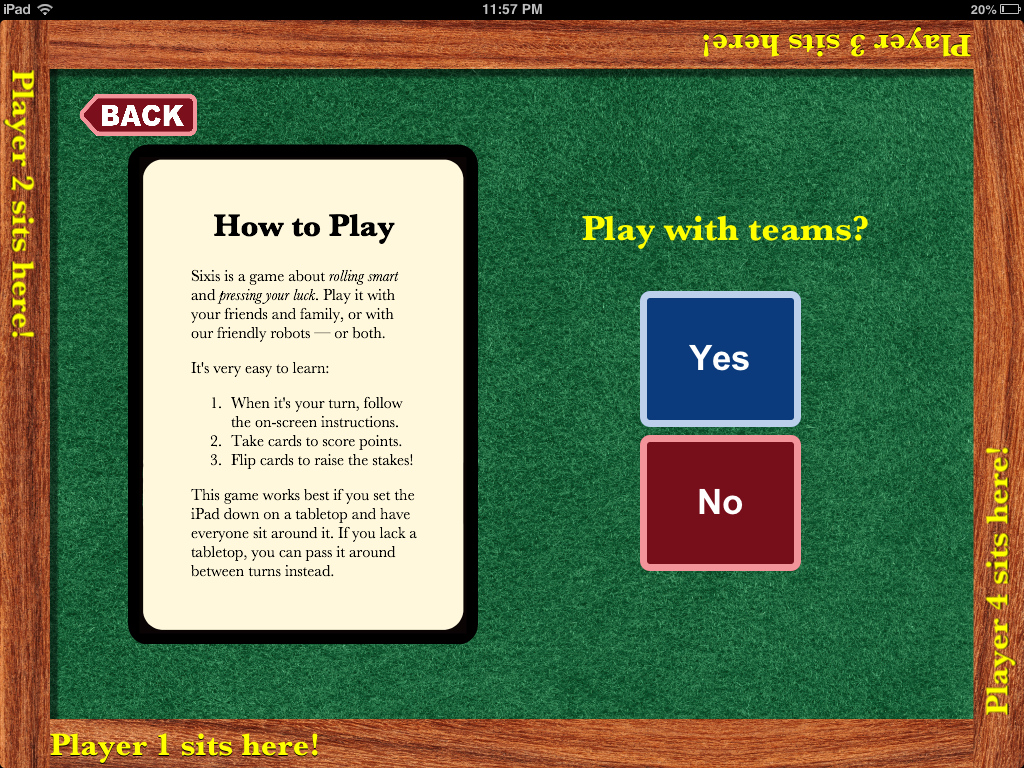 iPad 11:57 PM 20%
Player 3 sits here!
Player 2 sits here!
BACK
How to Play
Sixis is a game about rolling smart
and pressing your luck. Play it with
your friends and family, or with
our friendly robots — or both.
It's very easy to learn:
1. When it's your turn, follow
the on-screen instructions.
2. Take cards to score points.
3. Flip cards to raise the stakes!
This game works best if you set the
iPad down on a tabletop and have
everyone sit around it. If you lack a
tabletop, you can pass it around
between turns instead.
Play with teams?
Yes
No
Player 4 sits here!
Player 1 sits here!